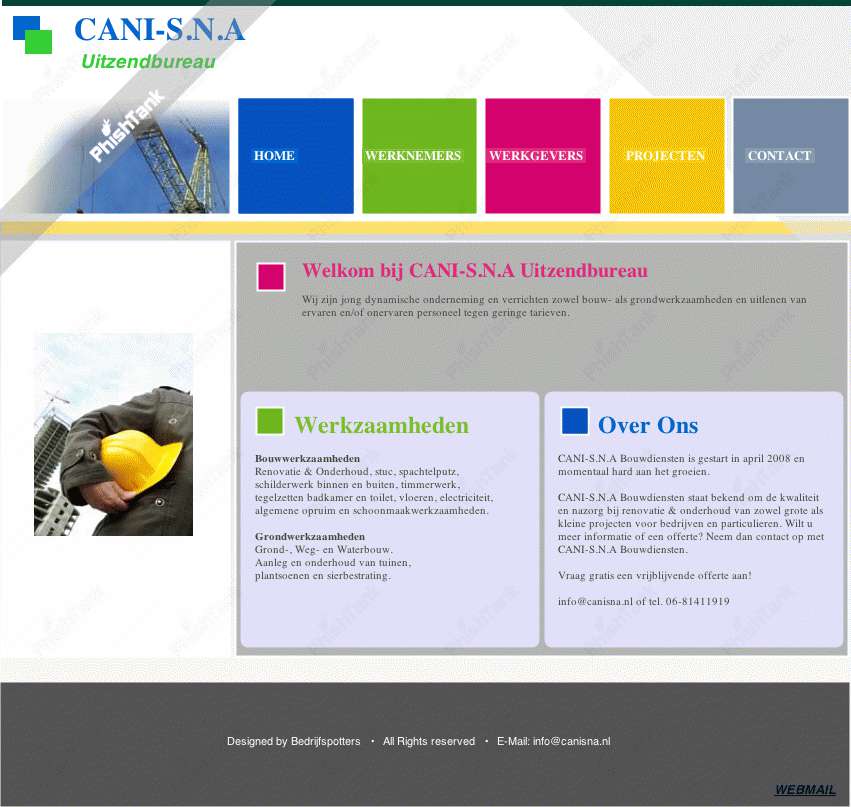 CANI-S.N.A
Uitzendbureau
PhishTank
HOME
WERKNEMERS
WERKGEVERS
PROJECTEN
CONTACT
Welkom bij CANI-S.N.A Uitzendbureau
Wij zijn jong dynamische onderneming en verrichten zowel bouw- als grondwerkzaamheden en uitlenen van
ervaren en/of onervaren personeel tegen geringe tarieven.
Werkzaamheden
Bouwwerkzaamheden
Renovatie & Onderhoud, stuc, spachtelputz,
schilderwerk binnen en buiten, timmerwerk,
tegelzetten badkamer en toilet, vloeren, electriciteit,
algemene opruim en schoonmaakwerkzaamheden.
Grondwerkzaamheden
Grond-, Weg- en Waterbouw.
Aanleg en onderhoud van tuinen,
plantsoenen en sierbestrating.
Over Ons
CANI-S.N.A Bouwdiensten is gestart in april 2008 en
momentaal hard aan het groeien.
CANI-S.N.A Bouwdiensten staat bekend om de kwaliteit
en nazorg bij renovatie & onderhoud van zowel grote als
kleine projecten voor bedrijven en particulieren. Wilt u
meer informatie of een offerte? Neem dan contact op met
CANI-S.N.A Bouwdiensten.
Vraag gratis een vrijblijvende offerte aan!
info@canisna.nl of tel. 06-81411919
Designed by Bedrijfspotters • All Rights reserved • E-Mail: info@canisna.nl
WEBMAIL